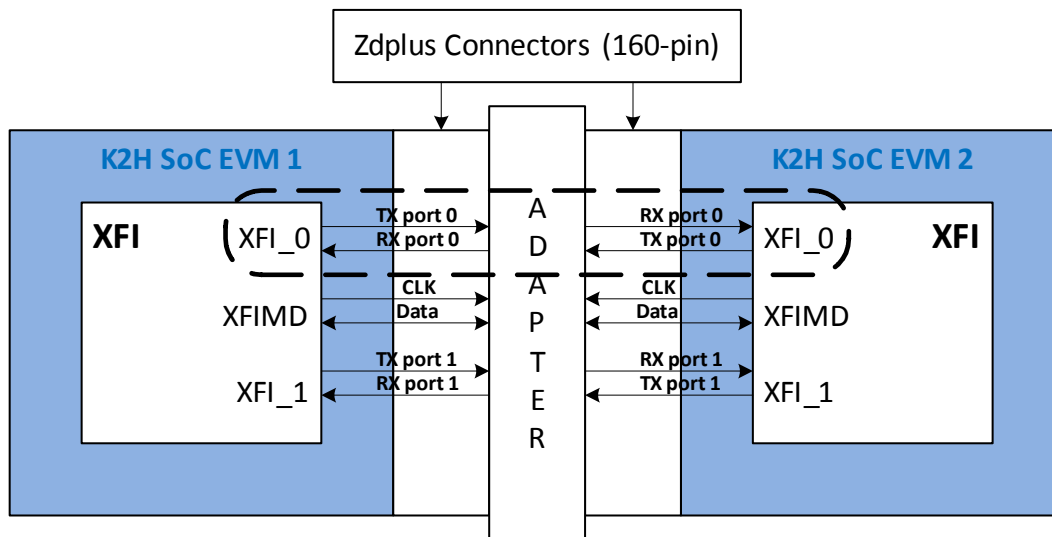 Zdplus Connectors (160-pin)
K2H SoC EVM 1
K2H SoC EVM 2
XFI
XFI_0
TX port 0
RX port 0
XFIMD
CLK
Data
XFI_1
TX port 1
RX port 1
A
D
A
P
T
E
R
RX port 0
TX port 0
XFI_0
XFI
CLK
Data
XFIMD
RX port 1
TX port 1
XFI_1